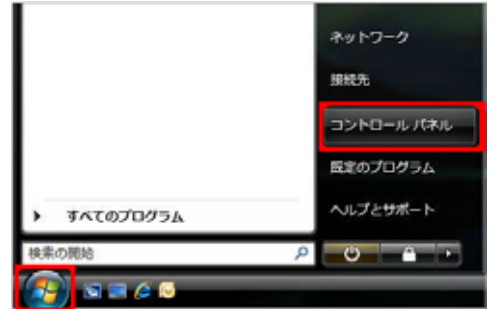 ネットワーク
接続先
コントロール パネル
既定のプログラム
ヘルプとサポート
すべてのプログラム
検索の開始